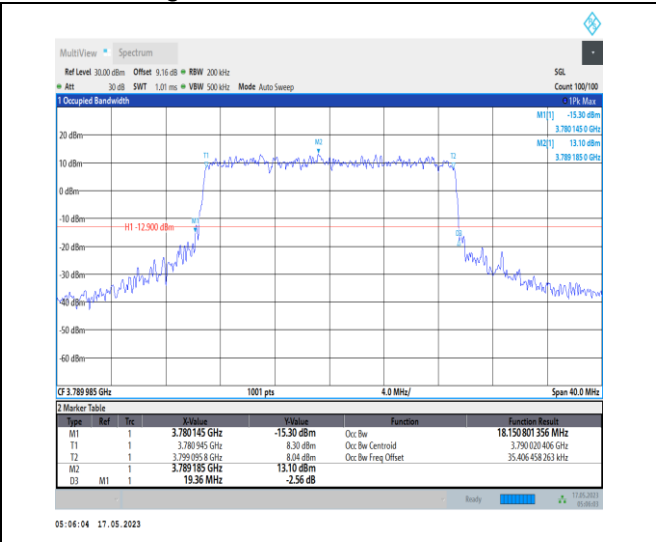 MultiView Spectrum
Ref Level 30.00 dBm Offset 9.16 dB RBW 200 kHz SGL
Att 30 dB SWT 1.01 ms VBW 500 kHz Mode Auto Sweep Count 100/100
1 Occupied Bandwidth 1Pk Max
M1[1] -15.30 dBm
3.780 145 0 GHz
20 dBm M2[1] 13.10 dBm
3.789 185 0 GHz
M2
T1 T2
10 dBm
0 dBm
-10 dBm
M1
H1 -12.900 dBm
D3
-20 dBm
-30 dBm
-40 dBm
-50 dBm
-60 dBm
CF 3.789 985 GHz 1001 pts 4.0 MHz/ Span 40.0 MHz
2 Marker Table
Type Ref Trc X-Value Y-Value Function Function Result
M1 1 3.780 145 GHz -15.30 dBm Occ Bw 18.150 801 356 MHz
T1 1 3.780 945 GHz 8.30 dBm Occ Bw Centroid 3.790 020 406 GHz
T2 1 3.799 095 8 GHz 8.04 dBm Occ Bw Freq Offset 35.406 458 263 kHz
M2 1 3.789 185 GHz 13.10 dBm
D3 M1 1 19.36 MHz -2.56 dB
Ready 17.05.2023
05:06:03
05:06:04 17.05.2023